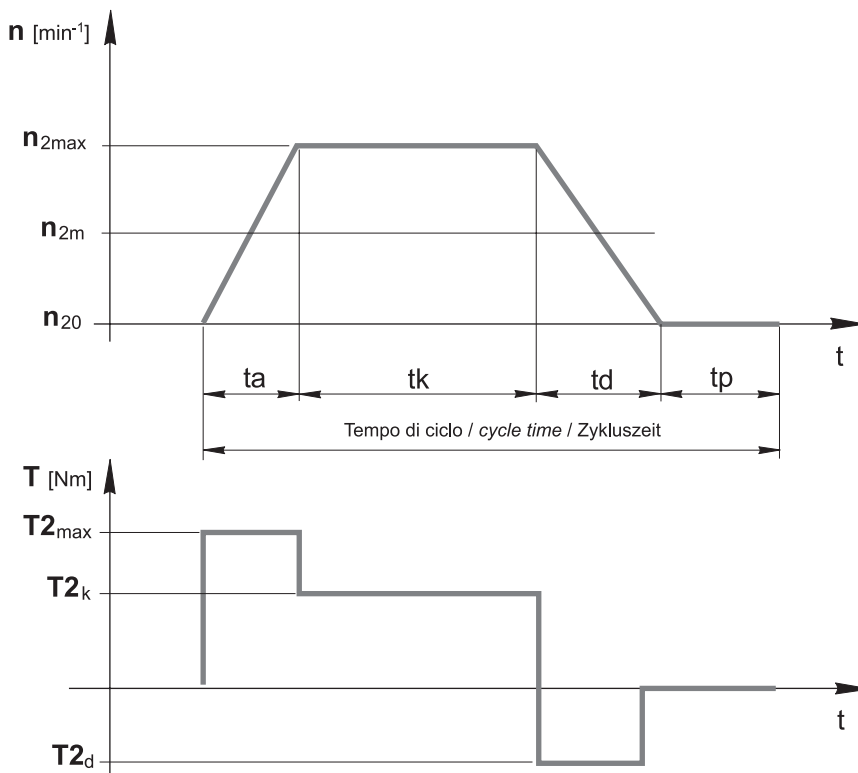 n [min⁻¹]
n2max
n2m
n20
t
ta tk td tp
Tempo di ciclo / cycle time / Zykluszeit
T [Nm]
T2max
T2k
t
T2d